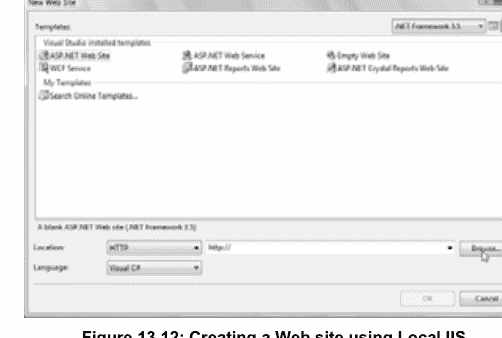 New Web Site
Templates:
.NET Framework 3.5
Visual Studio installed templates
ASP.NET Web Site
ASP.NET Web Service
Empty Web Site
WCF Service
ASP.NET Reports Web Site
ASP.NET Crystal Reports Web Site
My Templates
Search Online Templates...
A blank ASP.NET Web site (.NET Framework 3.5)
Location: HTTP http:// Browse...
Language: Visual C#
OK Cancel
Figure 13.12: Creating a Web site using Local IIS